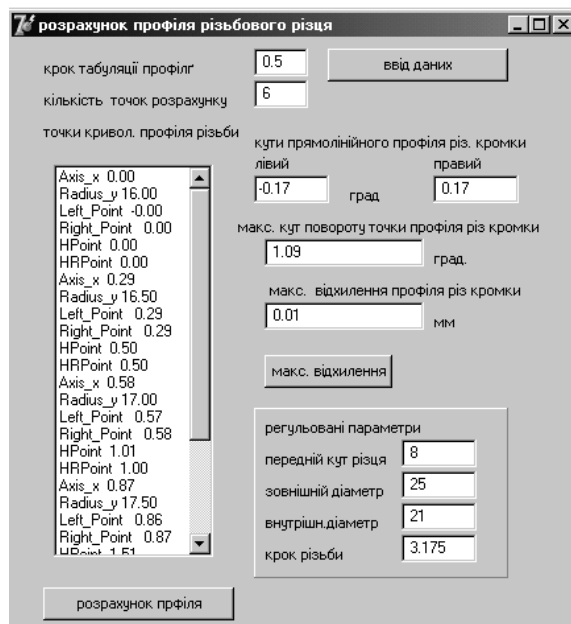 розрахунок профіля різьбового різця
крок табуляції профілґ
0.5
ввід даних
кількість точок розрахунку
6
точки кривол. профіля різьби
кути прямолінійного профіля різ. кромки
лівий
правий
-0.17
град
0.17
макс. кут повороту точки профіля різ кромки
1.09
град.
макс. відхилення профіля різ кромки
0.01
мм
макс. відхилення
Axis_x 0.00
Radius_y 16.00
Left_Point -0.00
Right_Point 0.00
HPoint 0.00
HRPoint 0.00
Axis_x 0.29
Radius_y 16.50
Left_Point 0.29
Right_Point 0.29
HPoint 0.50
HRPoint 0.50
Axis_x 0.58
Radius_y 17.00
Left_Point 0.57
Right_Point 0.58
HPoint 1.01
HRPoint 1.00
Axis_x 0.87
Radius_y 17.50
Left_Point 0.86
Right_Point 0.87
HPoint 1.51
регульовані параметри
передній кут різця
8
зовнішній діаметр
25
внутрішн.діаметр
21
крок різьби
3.175
розрахунок прфіля